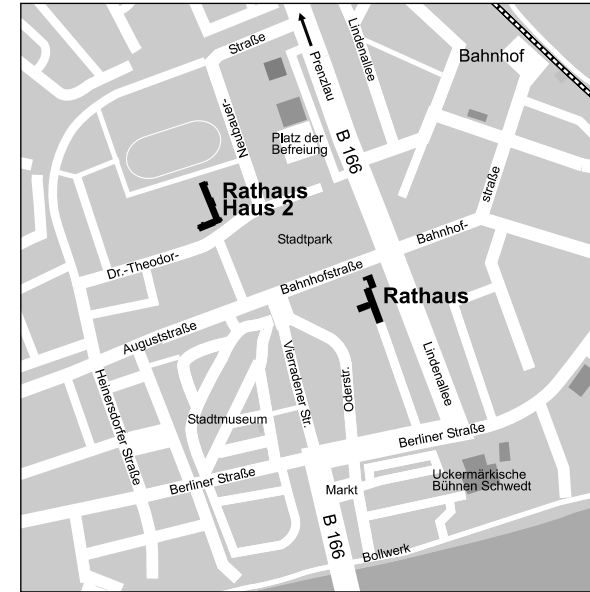 Straße
Prenzlau
Lindenallee
Bahnhof
Neubauer-
Platz der
Befreiung
B 166
Rathaus
Haus 2
straße
Stadtpark
Bahnhof-
Dr.-Theodor-
Bahnhofstraße
Rathaus
Auguststraße
Heinersdorfer Straße
Vierradener Str.
Oderstr.
Lindenallee
Stadtmuseum
Berliner Straße
Berliner Straße
Uckermärkische
Bühnen Schwedt
Markt
B 166
Bollwerk